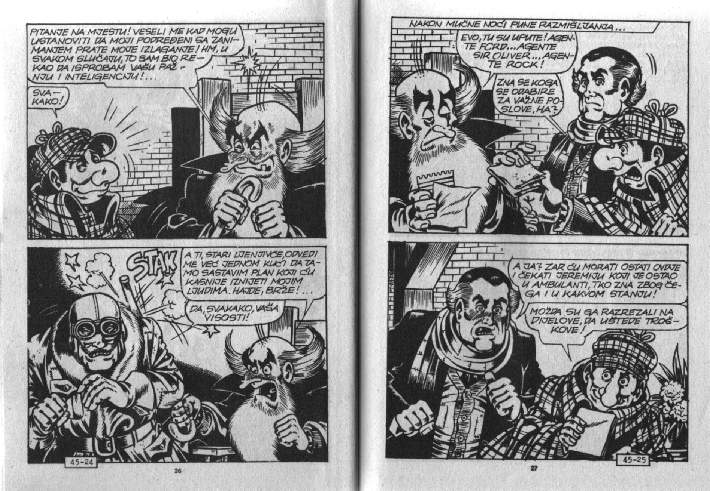 PITANJE NA MJESTU! VESELI ME KAD MOGU
USTANOVITI DA MOJI PODREĐENI SA ZANI-
MANJEM PRATE MOJE IZLAGANJE! HM, U
SVAKOM SLUČAJU, TO SAM BIO RE-
KAO DA ISPROBAM VAŠU PAŽ-
NJU I INTELIGENCIJU!...
SVA-
KAKO!
STAK
A TI, STARI LJENJIVČE, ODVEDI
ME VEĆ JEDNOM KUĆI DA TA-
MO SASTAVIM PLAN KOJI ĆU
KASNIJE IZNIJETI MOJIM
LJUDIMA. HAJDE, BRŽE!...
DA, SVAKAKO, VAŠA
VISOSTI!
45-24
26
NAKON MUČNE NOĆI PUNE RAZMIŠLJANJA...
EVO, TU SU UPUTE! AGEN-
TE FORD... AGENTE
SIR OLIVER... AGEN-
TE ROCK!
ZNA SE KOGA
SE ODABIRE
ZA VAŽNE PO-
SLOVE, HA?
A JA? ZAR ĆU MORATI OSTATI OVDJE
ČEKATI JEREMIJU KOJI JE OSTAO
U AMBULANTI, TKO ZNA ZBOG ČE-
GA I U KAKVOM STANJU!
MOŽDA SU GA RAZREZALI NA
DIJELOVE, DA UŠTEDE TROŠ-
KOVE!
45-25
27